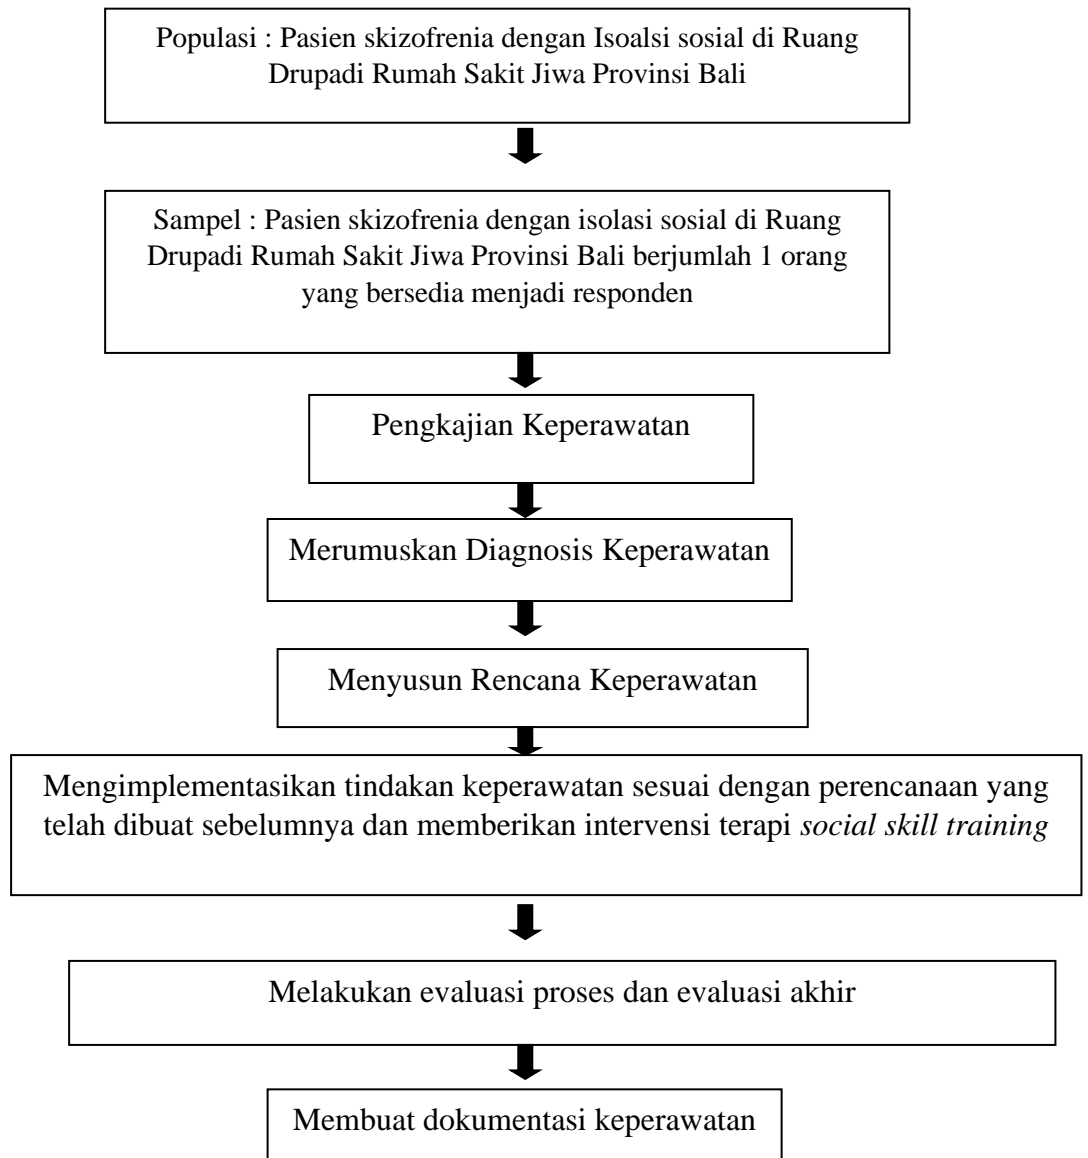 Populasi : Pasien skizofrenia dengan Isoalsi sosial di Ruang
Drupadi Rumah Sakit Jiwa Provinsi Bali
Sampel : Pasien skizofrenia dengan isolasi sosial di Ruang
Drupadi Rumah Sakit Jiwa Provinsi Bali berjumlah 1 orang
yang bersedia menjadi responden
Pengkajian Keperawatan
Merumuskan Diagnosis Keperawatan
Menyusun Rencana Keperawatan
Mengimplementasikan tindakan keperawatan sesuai dengan perencanaan yang
telah dibuat sebelumnya dan memberikan intervensi terapi social skill training
Melakukan evaluasi proses dan evaluasi akhir
Membuat dokumentasi keperawatan